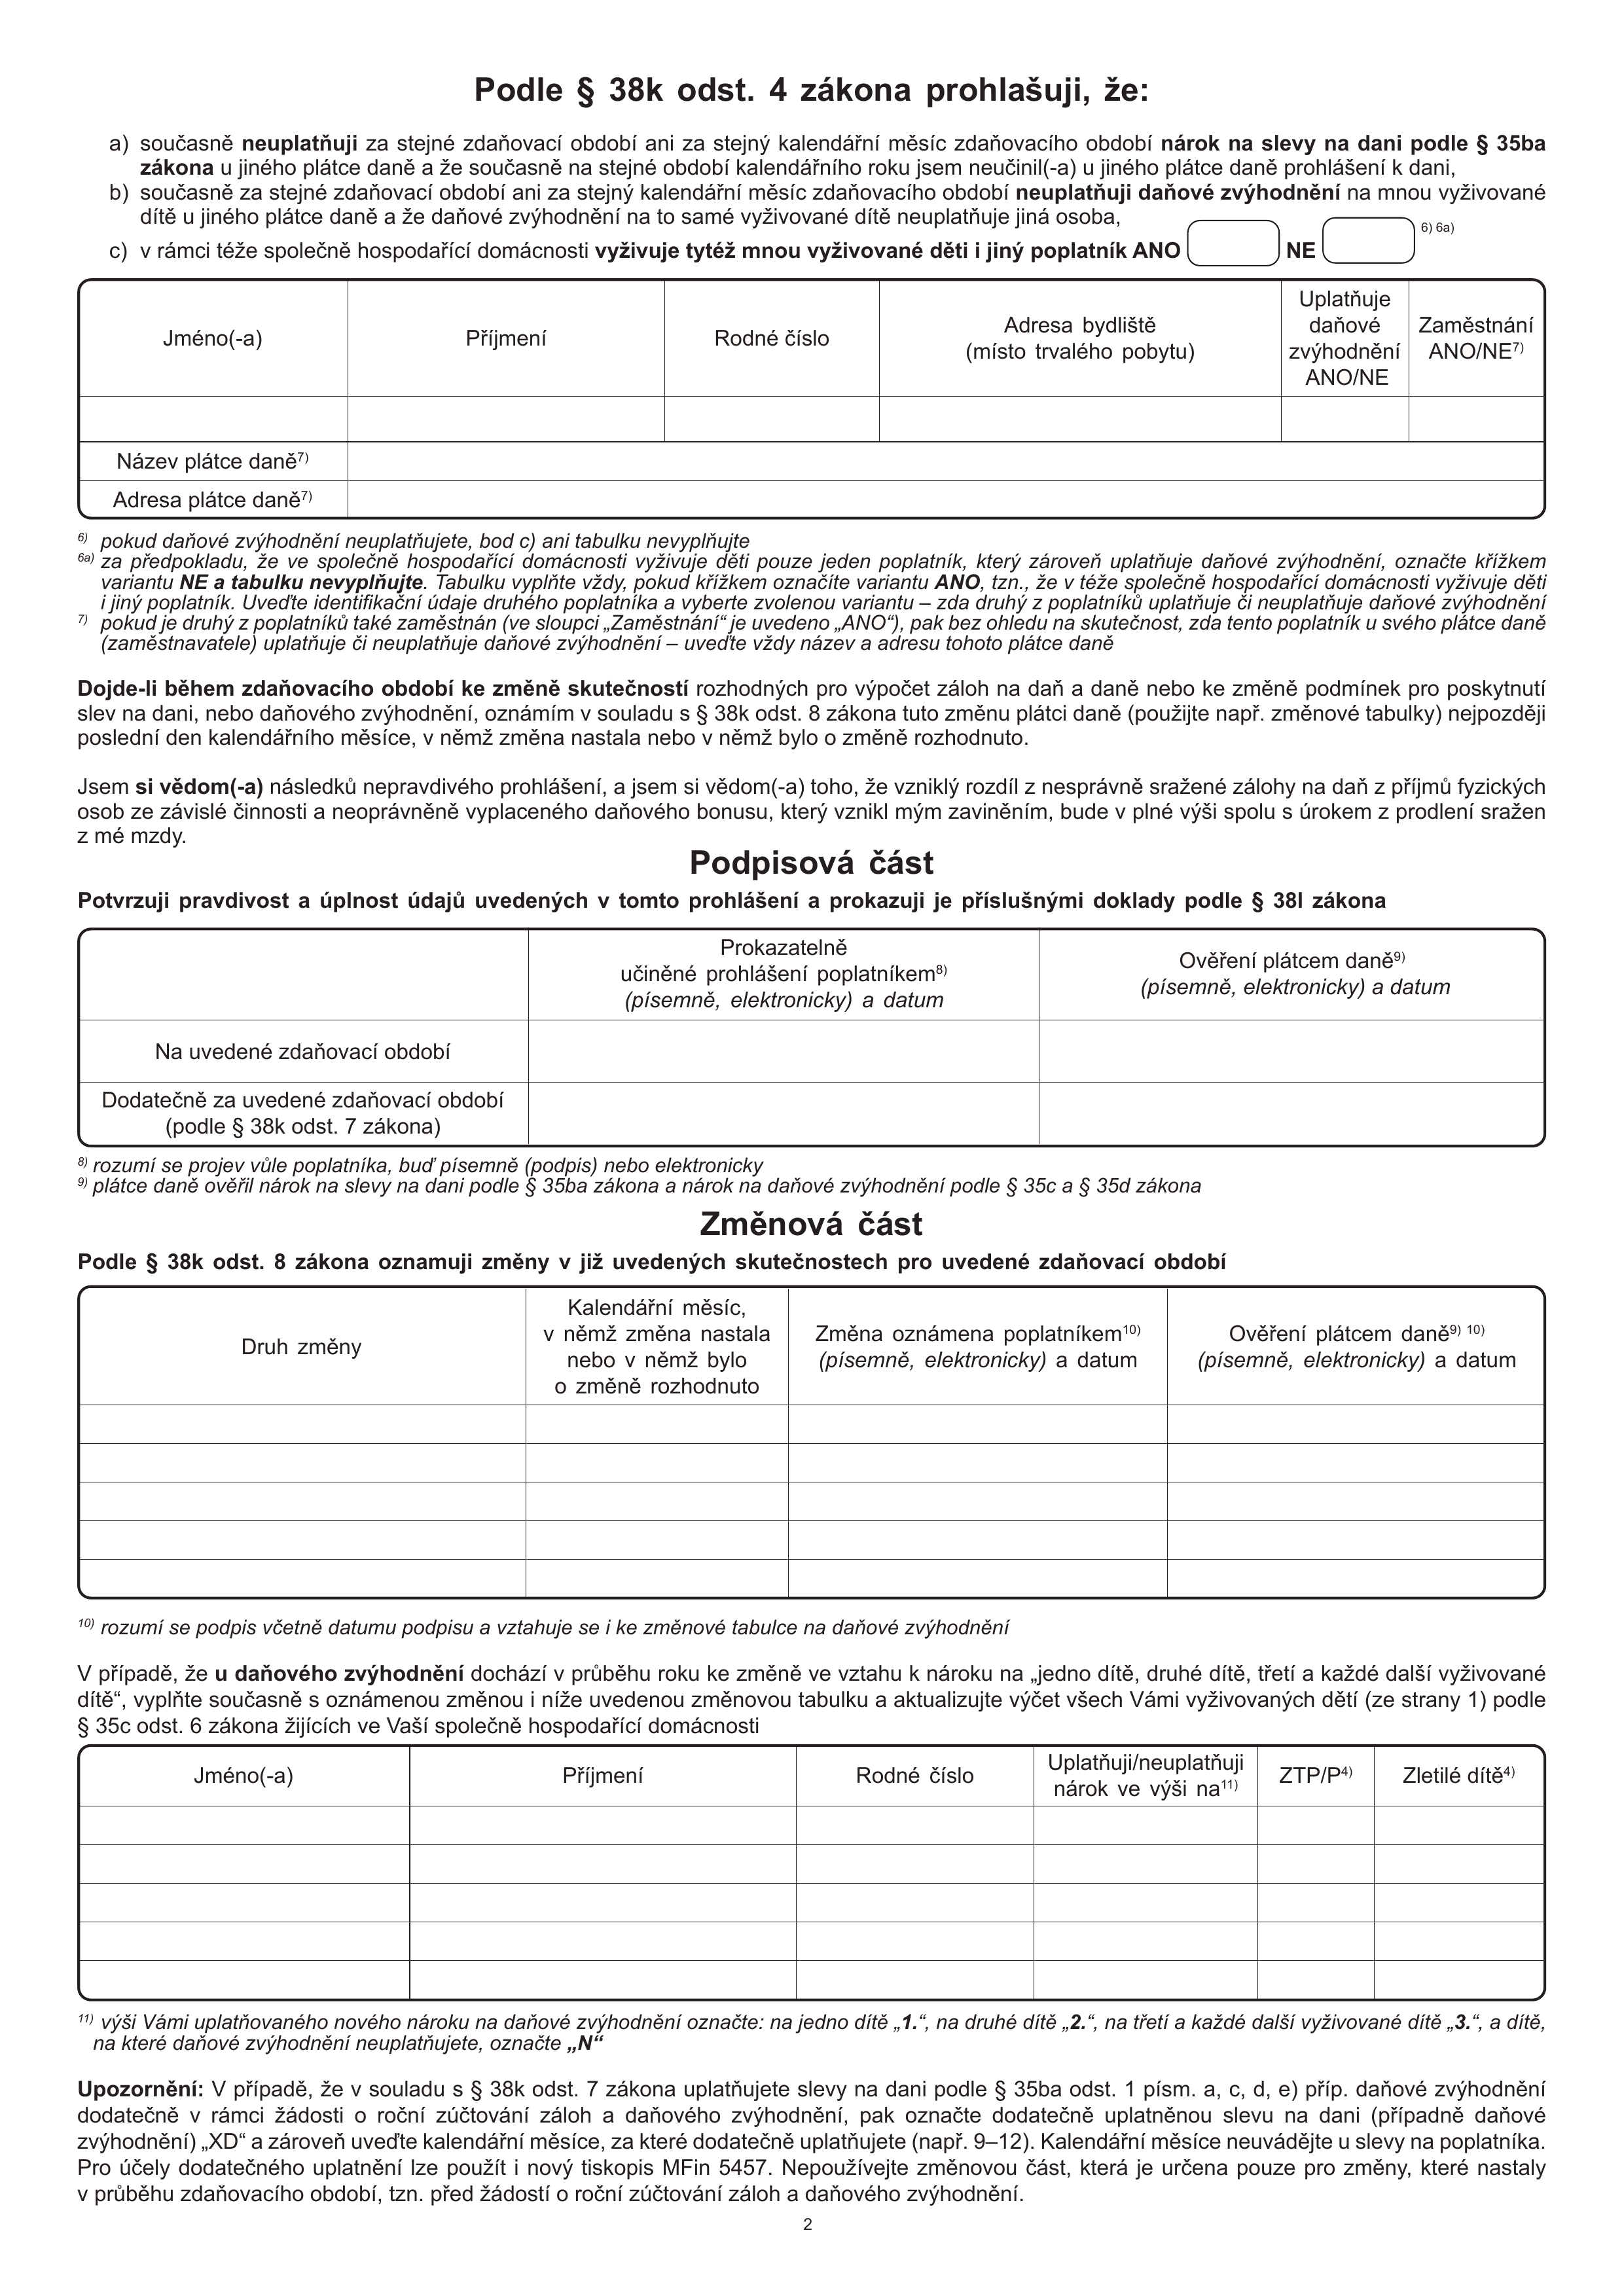 Podle § 38k odst. 4 zákona prohlašuji, že:
a) současně neuplatňuji za stejné zdaňovací období ani za stejný kalendářní měsíc zdaňovacího období nárok na slevy na dani podle § 35ba
zákona u jiného plátce daně a že současně na stejné období kalendářního roku jsem neučinil(-a) u jiného plátce daně prohlášení k dani,
b) současně za stejné zdaňovací období ani za stejný kalendářní měsíc zdaňovacího období neuplatňuji daňové zvýhodnění na mnou vyživované
dítě u jiného plátce daně a že daňové zvýhodnění na to samé vyživované dítě neuplatňuje jiná osoba,
c) v rámci téže společně hospodařící domácnosti vyživuje tytéž mnou vyživované děti i jiný poplatník ANO NE 6) 6a)
Jméno(-a)
Příjmení
Rodné číslo
Adresa bydliště
(místo trvalého pobytu)
Uplatňuje
daňové
zvýhodnění
ANO/NE
Zaměstnání
ANO/NE7)
Název plátce daně7)
Adresa plátce daně7)
6) pokud daňové zvýhodnění neuplatňujete, bod c) ani tabulku nevyplňujte
6a) za předpokladu, že ve společně hospodařící domácnosti vyživuje děti pouze jeden poplatník, který zároveň uplatňuje daňové zvýhodnění, označte křížkem
variantu NE a tabulku nevyplňujte. Tabulku vyplňte vždy, pokud křížkem označíte variantu ANO, tzn., že v téže společně hospodařící domácnosti vyživuje děti
i jiný poplatník. Uveďte identifikační údaje druhého poplatníka a vyberte zvolenou variantu – zda druhý z poplatníků uplatňuje či neuplatňuje daňové zvýhodnění
7) pokud je druhý z poplatníků také zaměstnán (ve sloupci „Zaměstnání“ je uvedeno „ANO“), pak bez ohledu na skutečnost, zda tento poplatník u svého plátce daně
(zaměstnavatele) uplatňuje či neuplatňuje daňové zvýhodnění – uveďte vždy název a adresu tohoto plátce daně
Dojde-li během zdaňovacího období ke změně skutečností rozhodných pro výpočet záloh na daň a daně nebo ke změně podmínek pro poskytnutí
slev na dani, nebo daňového zvýhodnění, oznámím v souladu s § 38k odst. 8 zákona tuto změnu plátci daně (použijte např. změnové tabulky) nejpozději
poslední den kalendářního měsíce, v němž změna nastala nebo v němž bylo o změně rozhodnuto.
Jsem si vědom(-a) následků nepravdivého prohlášení, a jsem si vědom(-a) toho, že vzniklý rozdíl z nesprávně sražené zálohy na daň z příjmů fyzických
osob ze závislé činnosti a neoprávněně vyplaceného daňového bonusu, který vznikl mým zaviněním, bude v plné výši spolu s úrokem z prodlení sražen
z mé mzdy.
Podpisová část
Potvrzuji pravdivost a úplnost údajů uvedených v tomto prohlášení a prokazuji je příslušnými doklady podle § 38l zákona
Prokazatelně
učiněné prohlášení poplatníkem8)
(písemně, elektronicky) a datum
Ověření plátcem daně9)
(písemně, elektronicky) a datum
Na uvedené zdaňovací období
Dodatečně za uvedené zdaňovací období
(podle § 38k odst. 7 zákona)
8) rozumí se projev vůle poplatníka, buď písemně (podpis) nebo elektronicky
9) plátce daně ověřil nárok na slevy na dani podle § 35ba zákona a nárok na daňové zvýhodnění podle § 35c a § 35d zákona
Změnová část
Podle § 38k odst. 8 zákona oznamuji změny v již uvedených skutečnostech pro uvedené zdaňovací období
Druh změny
Kalendářní měsíc,
v němž změna nastala
nebo v němž bylo
o změně rozhodnuto
Změna oznámena poplatníkem10)
(písemně, elektronicky) a datum
Ověření plátcem daně9) 10)
(písemně, elektronicky) a datum
10) rozumí se podpis včetně datumu podpisu a vztahuje se i ke změnové tabulce na daňové zvýhodnění
V případě, že u daňového zvýhodnění dochází v průběhu roku ke změně ve vztahu k nároku na „jedno dítě, druhé dítě, třetí a každé další vyživované
dítě“, vyplňte současně s oznámenou změnou i níže uvedenou změnovou tabulku a aktualizujte výčet všech Vámi vyživovaných dětí (ze strany 1) podle
§ 35c odst. 6 zákona žijících ve Vaší společně hospodařící domácnosti
Jméno(-a)
Příjmení
Rodné číslo
Uplatňuji/neuplatňuji
nárok ve výši na11)
ZTP/P4)
Zletilé dítě4)
11) výši Vámi uplatňovaného nového nároku na daňové zvýhodnění označte: na jedno dítě „1.“, na druhé dítě „2.“, na třetí a každé další vyživované dítě „3.“, a dítě,
na které daňové zvýhodnění neuplatňujete, označte „N“
Upozornění: V případě, že v souladu s § 38k odst. 7 zákona uplatňujete slevy na dani podle § 35ba odst. 1 písm. a, c, d, e) příp. daňové zvýhodnění
dodatečně v rámci žádosti o roční zúčtování záloh a daňového zvýhodnění, pak označte dodatečně uplatněnou slevu na dani (případně daňové
zvýhodnění) „XD“ a zároveň uveďte kalendářní měsíce, za které dodatečně uplatňujete (např. 9–12). Kalendářní měsíce neuvádějte u slevy na poplatníka.
Pro účely dodatečného uplatnění lze použít i nový tiskopis MFin 5457. Nepoužívejte změnovou část, která je určena pouze pro změny, které nastaly
v průběhu zdaňovacího období, tzn. před žádostí o roční zúčtování záloh a daňového zvýhodnění.
2